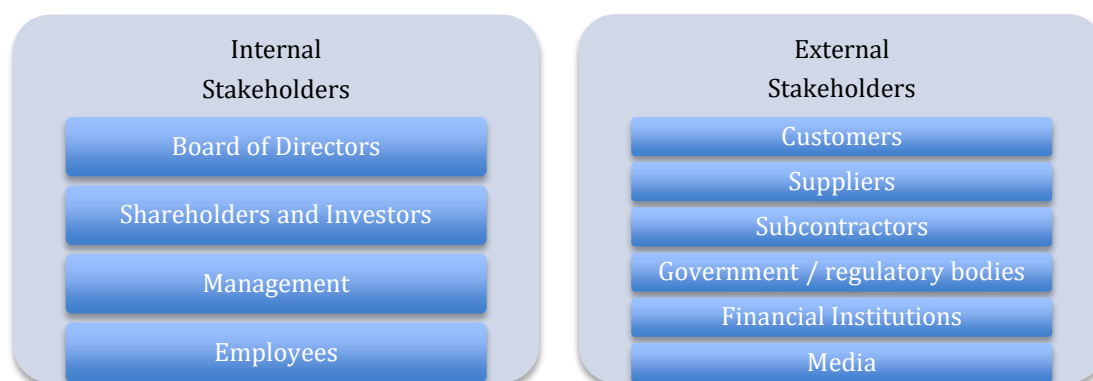 Internal
Stakeholders
Board of Directors
Shareholders and Investors
Management
Employees
External
Stakeholders
Customers
Suppliers
Subcontractors
Government / regulatory bodies
Financial Institutions
Media